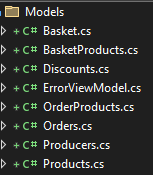 Models
C# Basket.cs
C# BasketProducts.cs
C# Discounts.cs
C# ErrorViewModel.cs
C# OrderProducts.cs
C# Orders.cs
C# Producers.cs
C# Products.cs